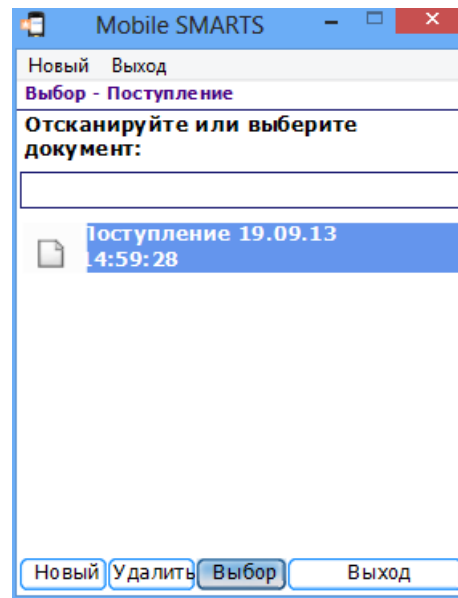 Mobile SMARTS
Новый Выход
Выбор - Поступление
Отсканируйте или выберите
документ:
Поступление 19.09.13
14:59:28
Новый Удалить Выбор Выход